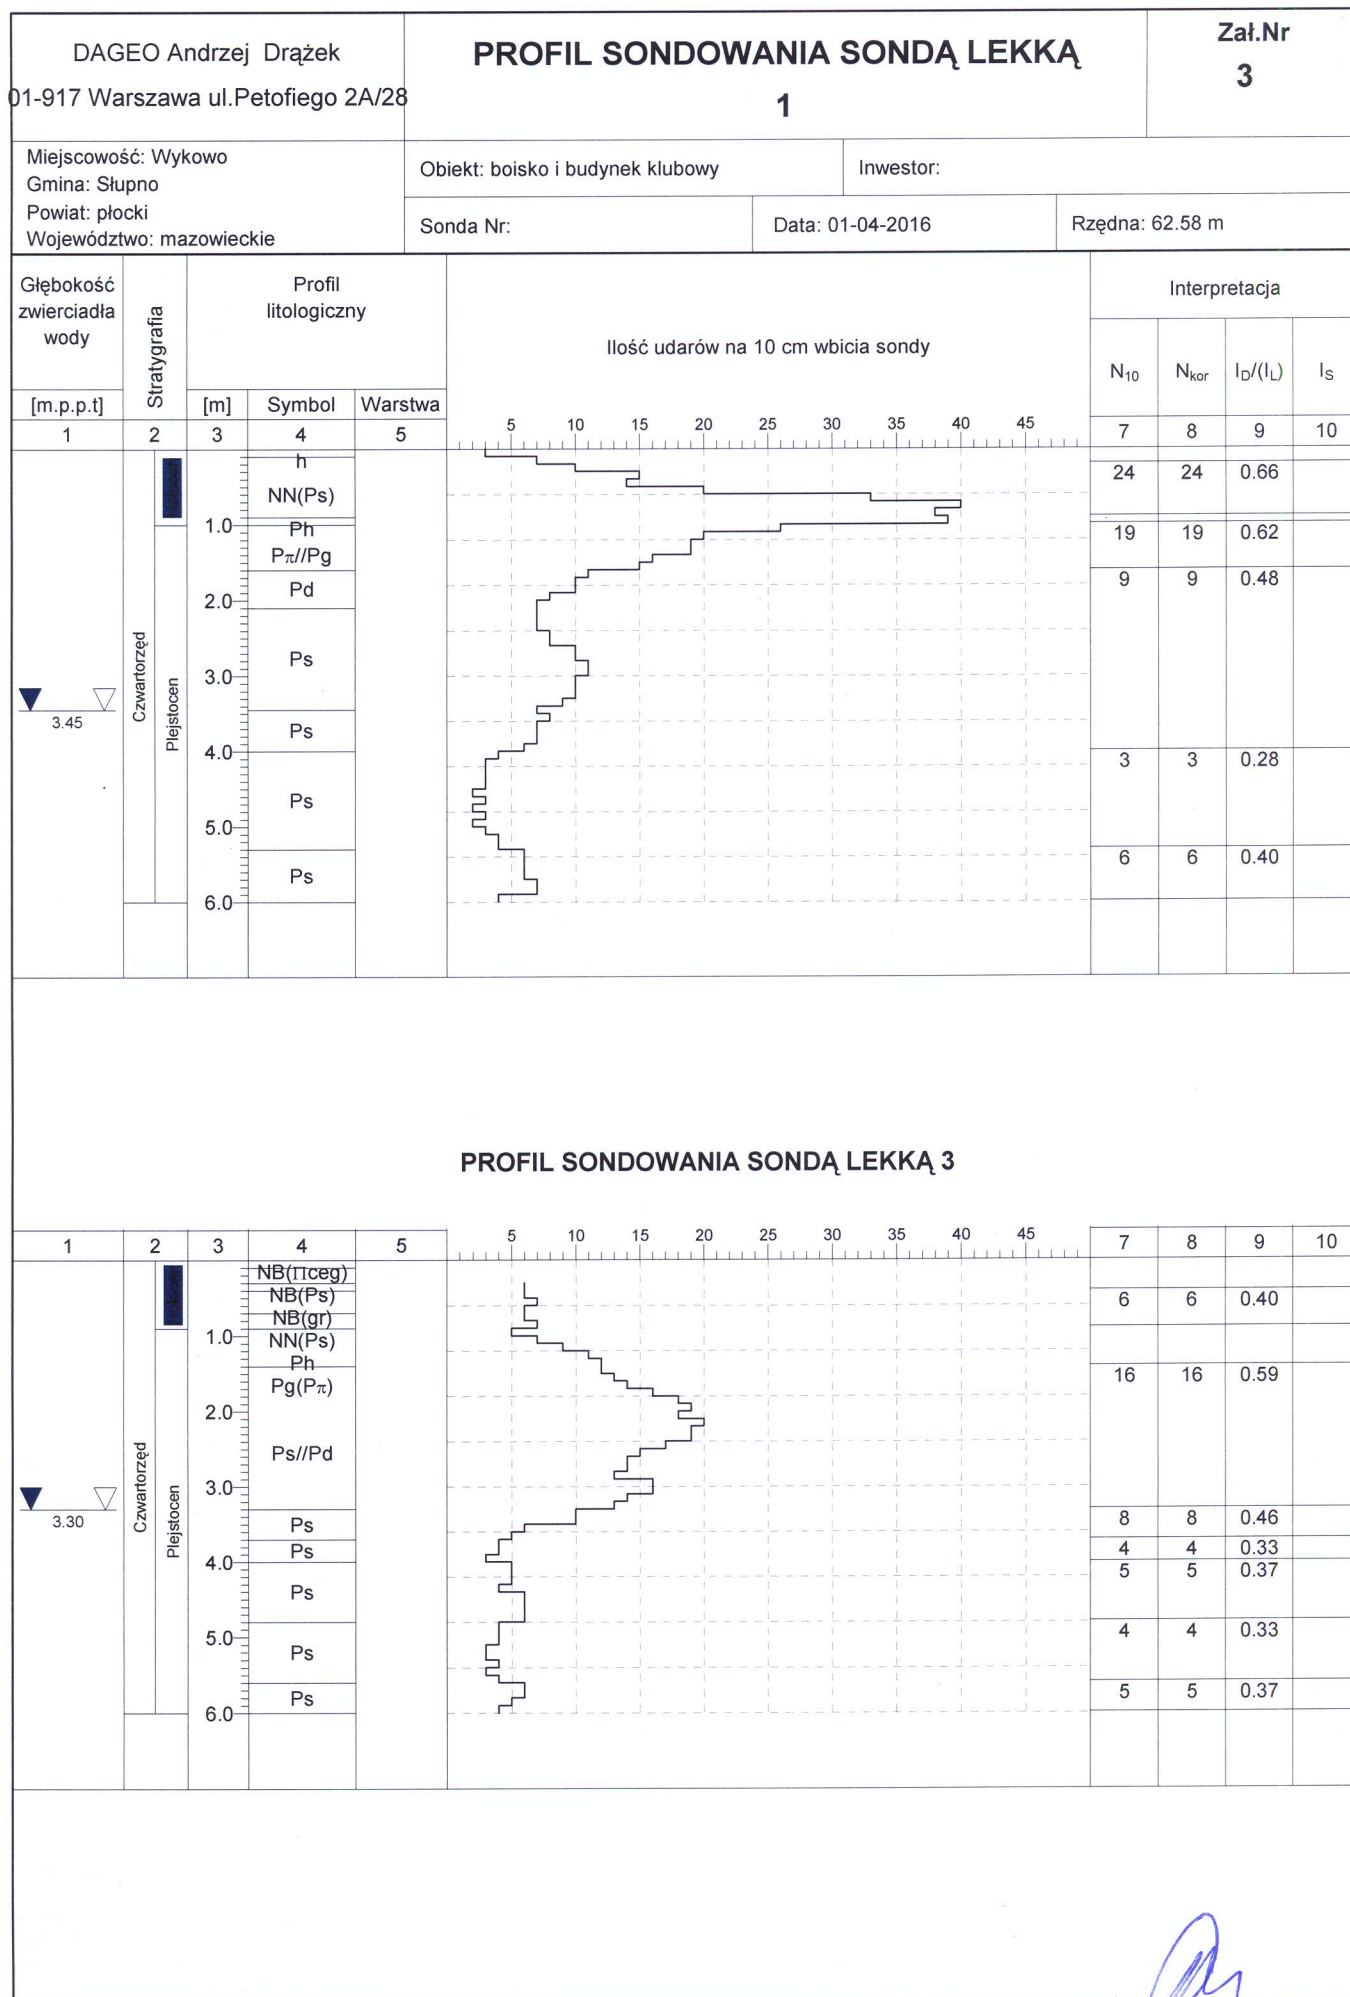 DAGEO Andrzej Drążek
01-917 Warszawa ul.Petofiego 2A/28
PROFIL SONDOWANIA SONDĄ LEKKĄ
1
Zał.Nr
3
Miejscowość: Wykowo
Gmina: Słupno
Powiat: płocki
Województwo: mazowieckie
Obiekt: boisko i budynek klubowy
Inwestor:
Sonda Nr:
Data: 01-04-2016
Rzędna: 62.58 m
Głębokość
zwierciadła
wody
[m.p.p.t]
Stratygrafia
Profil
litologiczny
[m] Symbol Warstwa
Ilość udarów na 10 cm wbicia sondy
Interpretacja
N10 Nkor ID/(IL) IS
1 2 3 4 5
5 10 15 20 25 30 35 40 45
7 8 9 10
h
NN(Ps)
24 24 0.66
1.0
Ph
19 19 0.62
Pπ//Pg
Pd
9 9 0.48
2.0
Ps
3.0
3.45
Czwartorzęd
Plejstocen
Ps
4.0
3 3 0.28
Ps
5.0
6 6 0.40
Ps
6.0
PROFIL SONDOWANIA SONDĄ LEKKĄ 3
1 2 3 4 5
5 10 15 20 25 30 35 40 45
7 8 9 10
NB(Πceg)
NB(Ps)
6 6 0.40
NB(gr)
1.0
NN(Ps)
Ph
16 16 0.59
Pg(Pπ)
2.0
Ps//Pd
3.0
3.30
Czwartorzęd
Plejstocen
Ps
8 8 0.46
Ps
4 4 0.33
4.0
5 5 0.37
Ps
5.0
4 4 0.33
Ps
Ps
5 5 0.37
6.0